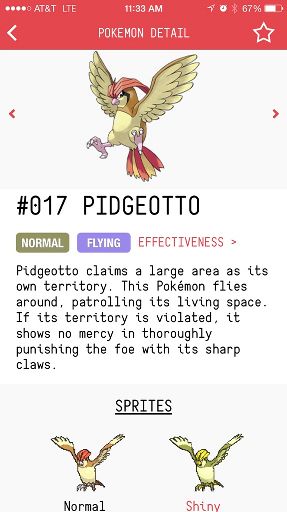 AT&T LTE 11:33 AM 67%
POKEMON DETAIL
#017 PIDGEOTTO
NORMAL FLYING EFFECTIVENESS >
Pidgeotto claims a large area as its
own territory. This Pokémon flies
around, patrolling its living space.
If its territory is violated, it
shows no mercy in thoroughly
punishing the foe with its sharp
claws.
SPRITES
Normal Shiny